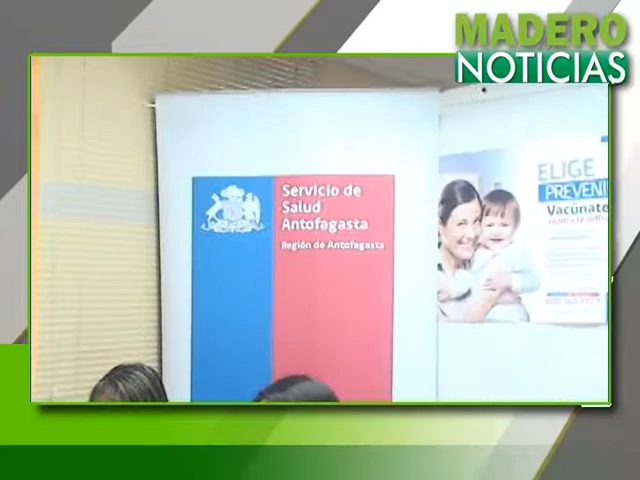 MADERO
NOTICIAS
Servicio de
Salud
Antofagasta
Región de Antofagasta
ELIGE
PREVENI
Vacúnate